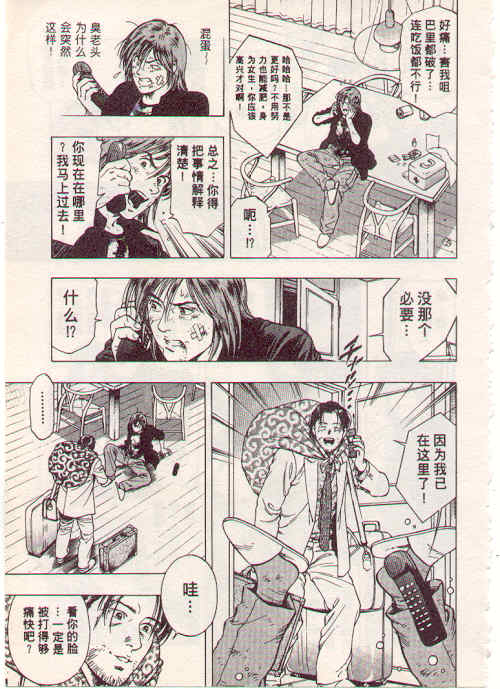 好痛…害我咀
巴里都破了…
连吃饭都不行！
哈哈哈…那不是
更好吗？不用努
力也能减肥，身
为女生，你应该
高兴才对啊！
呃…!?
混蛋～
臭老头
为什么
会突然
这样！
总之…你得
把事情解释
清楚！
你现在在哪里
？我马上过去！
没那个
必要…
什么!?
因为我已
在这里了！
…………
哇…
看你的脸
…一定是
被打得够
痛快吧？